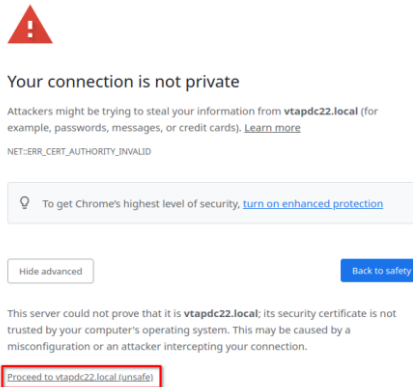 Your connection is not private
Attackers might be trying to steal your information from vtapdc22.local (for
example, passwords, messages, or credit cards). Learn more
NET::ERR_CERT_AUTHORITY_INVALID
To get Chrome's highest level of security, turn on enhanced protection
Hide advanced
Back to safety
This server could not prove that it is vtapdc22.local; its security certificate is not
trusted by your computer's operating system. This may be caused by a
misconfiguration or an attacker intercepting your connection.
Proceed to vtapdc22.local (unsafe)